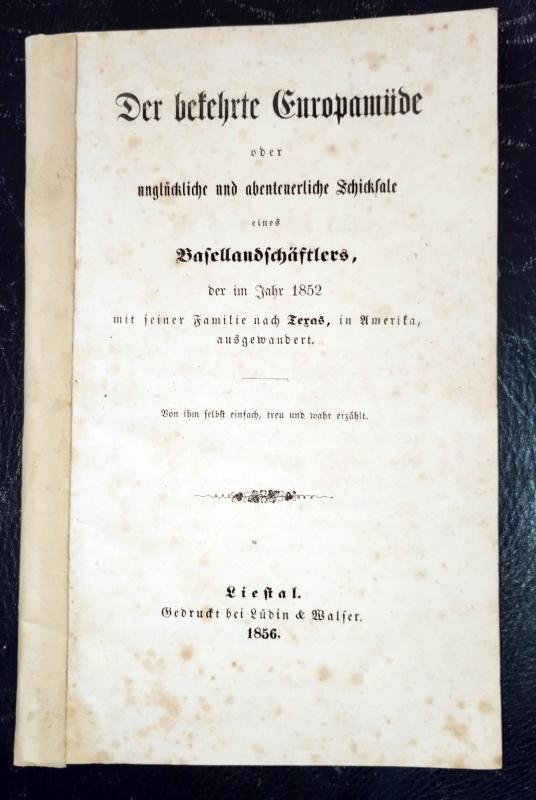 Der bekehrte Europamüde
oder
unglückliche und abenteuerliche Schicksale
eines
Basellandschäftlers,
der im Jahr 1852
mit seiner Familie nach Texas, in Amerika,
ausgewandert.
Von ihm selbst einfach, treu und wahr erzählt.
Liestal.
Gedruckt bei Lüdin & Walser.
1856.